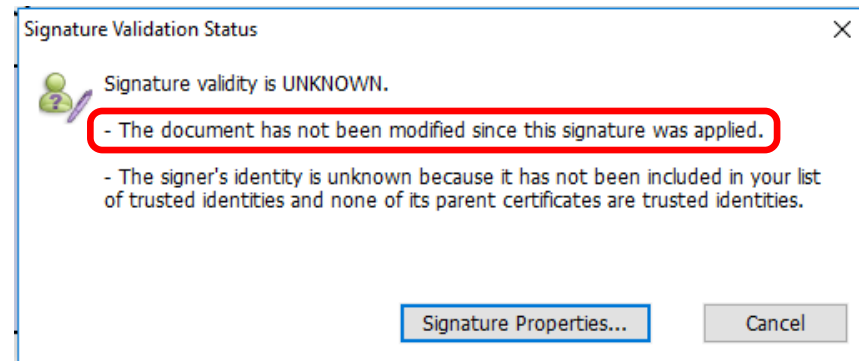 Signature Validation Status
Signature validity is UNKNOWN.
- The document has not been modified since this signature was applied.
- The signer's identity is unknown because it has not been included in your list
of trusted identities and none of its parent certificates are trusted identities.
Signature Properties...
Cancel